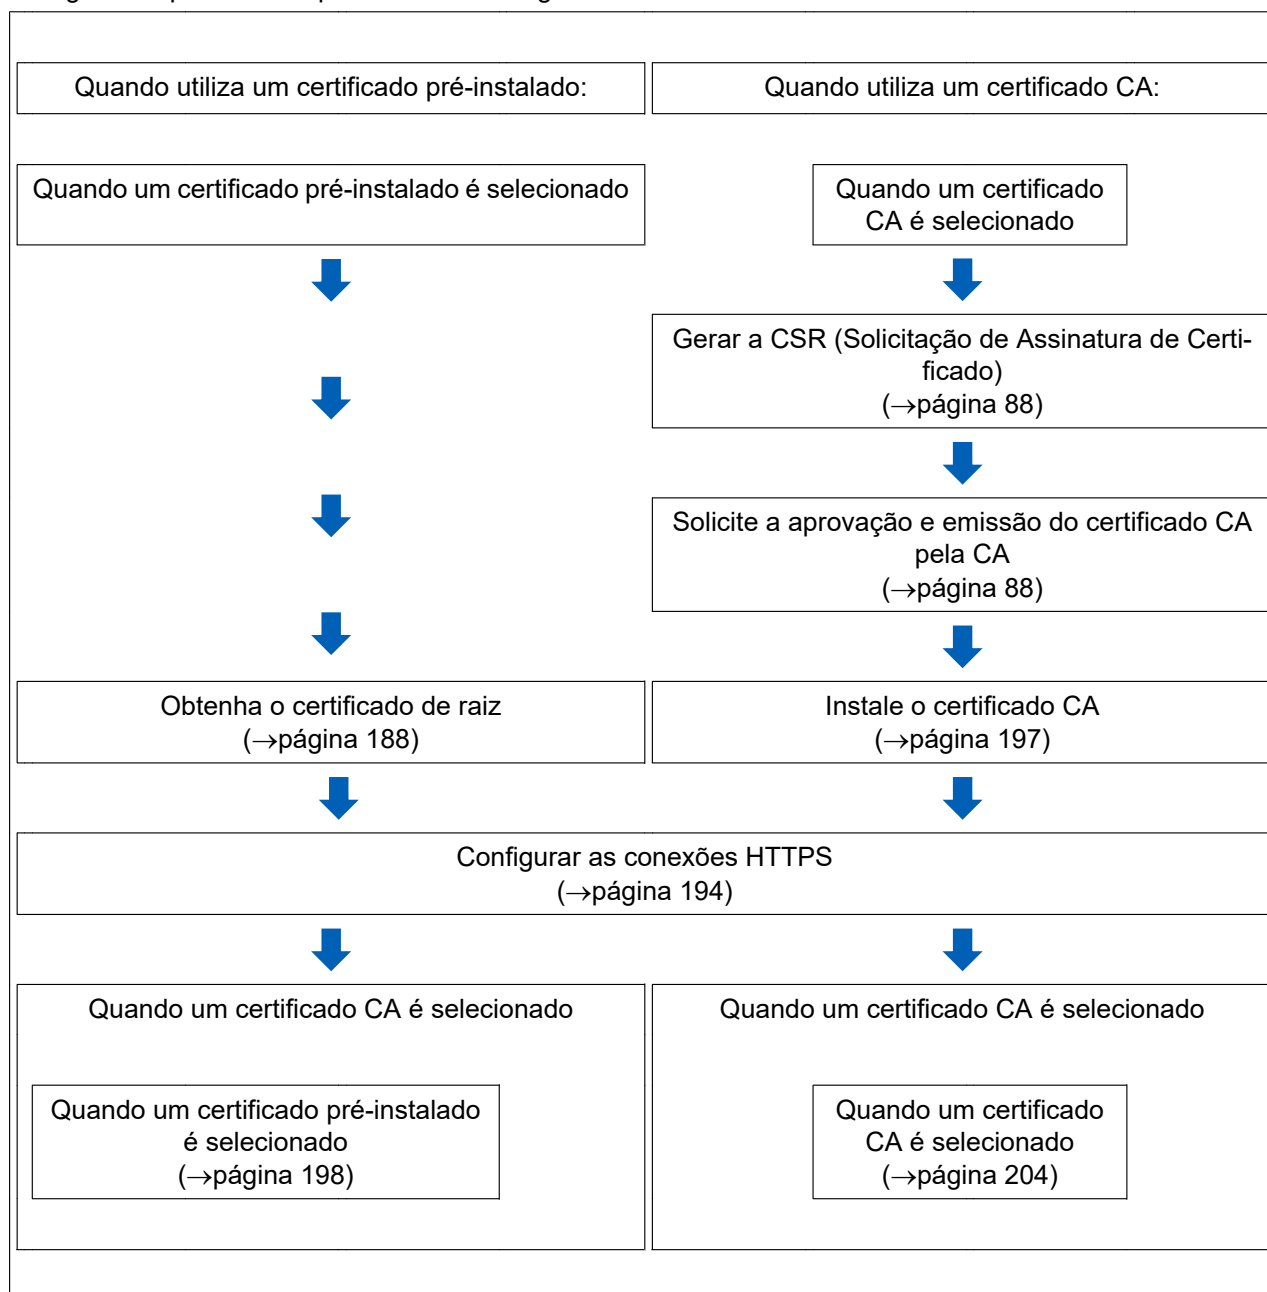 Quando utiliza um certificado pré-instalado:
Quando utiliza um certificado CA:
Quando um certificado pré-instalado é selecionado
Quando um certificado
CA é selecionado
Gerar a CSR (Solicitação de Assinatura de Certi-
ficado)
(→página 88)
Solicite a aprovação e emissão do certificado CA
pela CA
(→página 88)
Obtenha o certificado de raiz
(→página 188)
Instale o certificado CA
(→página 197)
Configurar as conexões HTTPS
(→página 194)
Quando um certificado CA é selecionado
Quando um certificado pré-instalado
é selecionado
(→página 198)
Quando um certificado CA é selecionado
Quando um certificado
CA é selecionado
(→página 204)